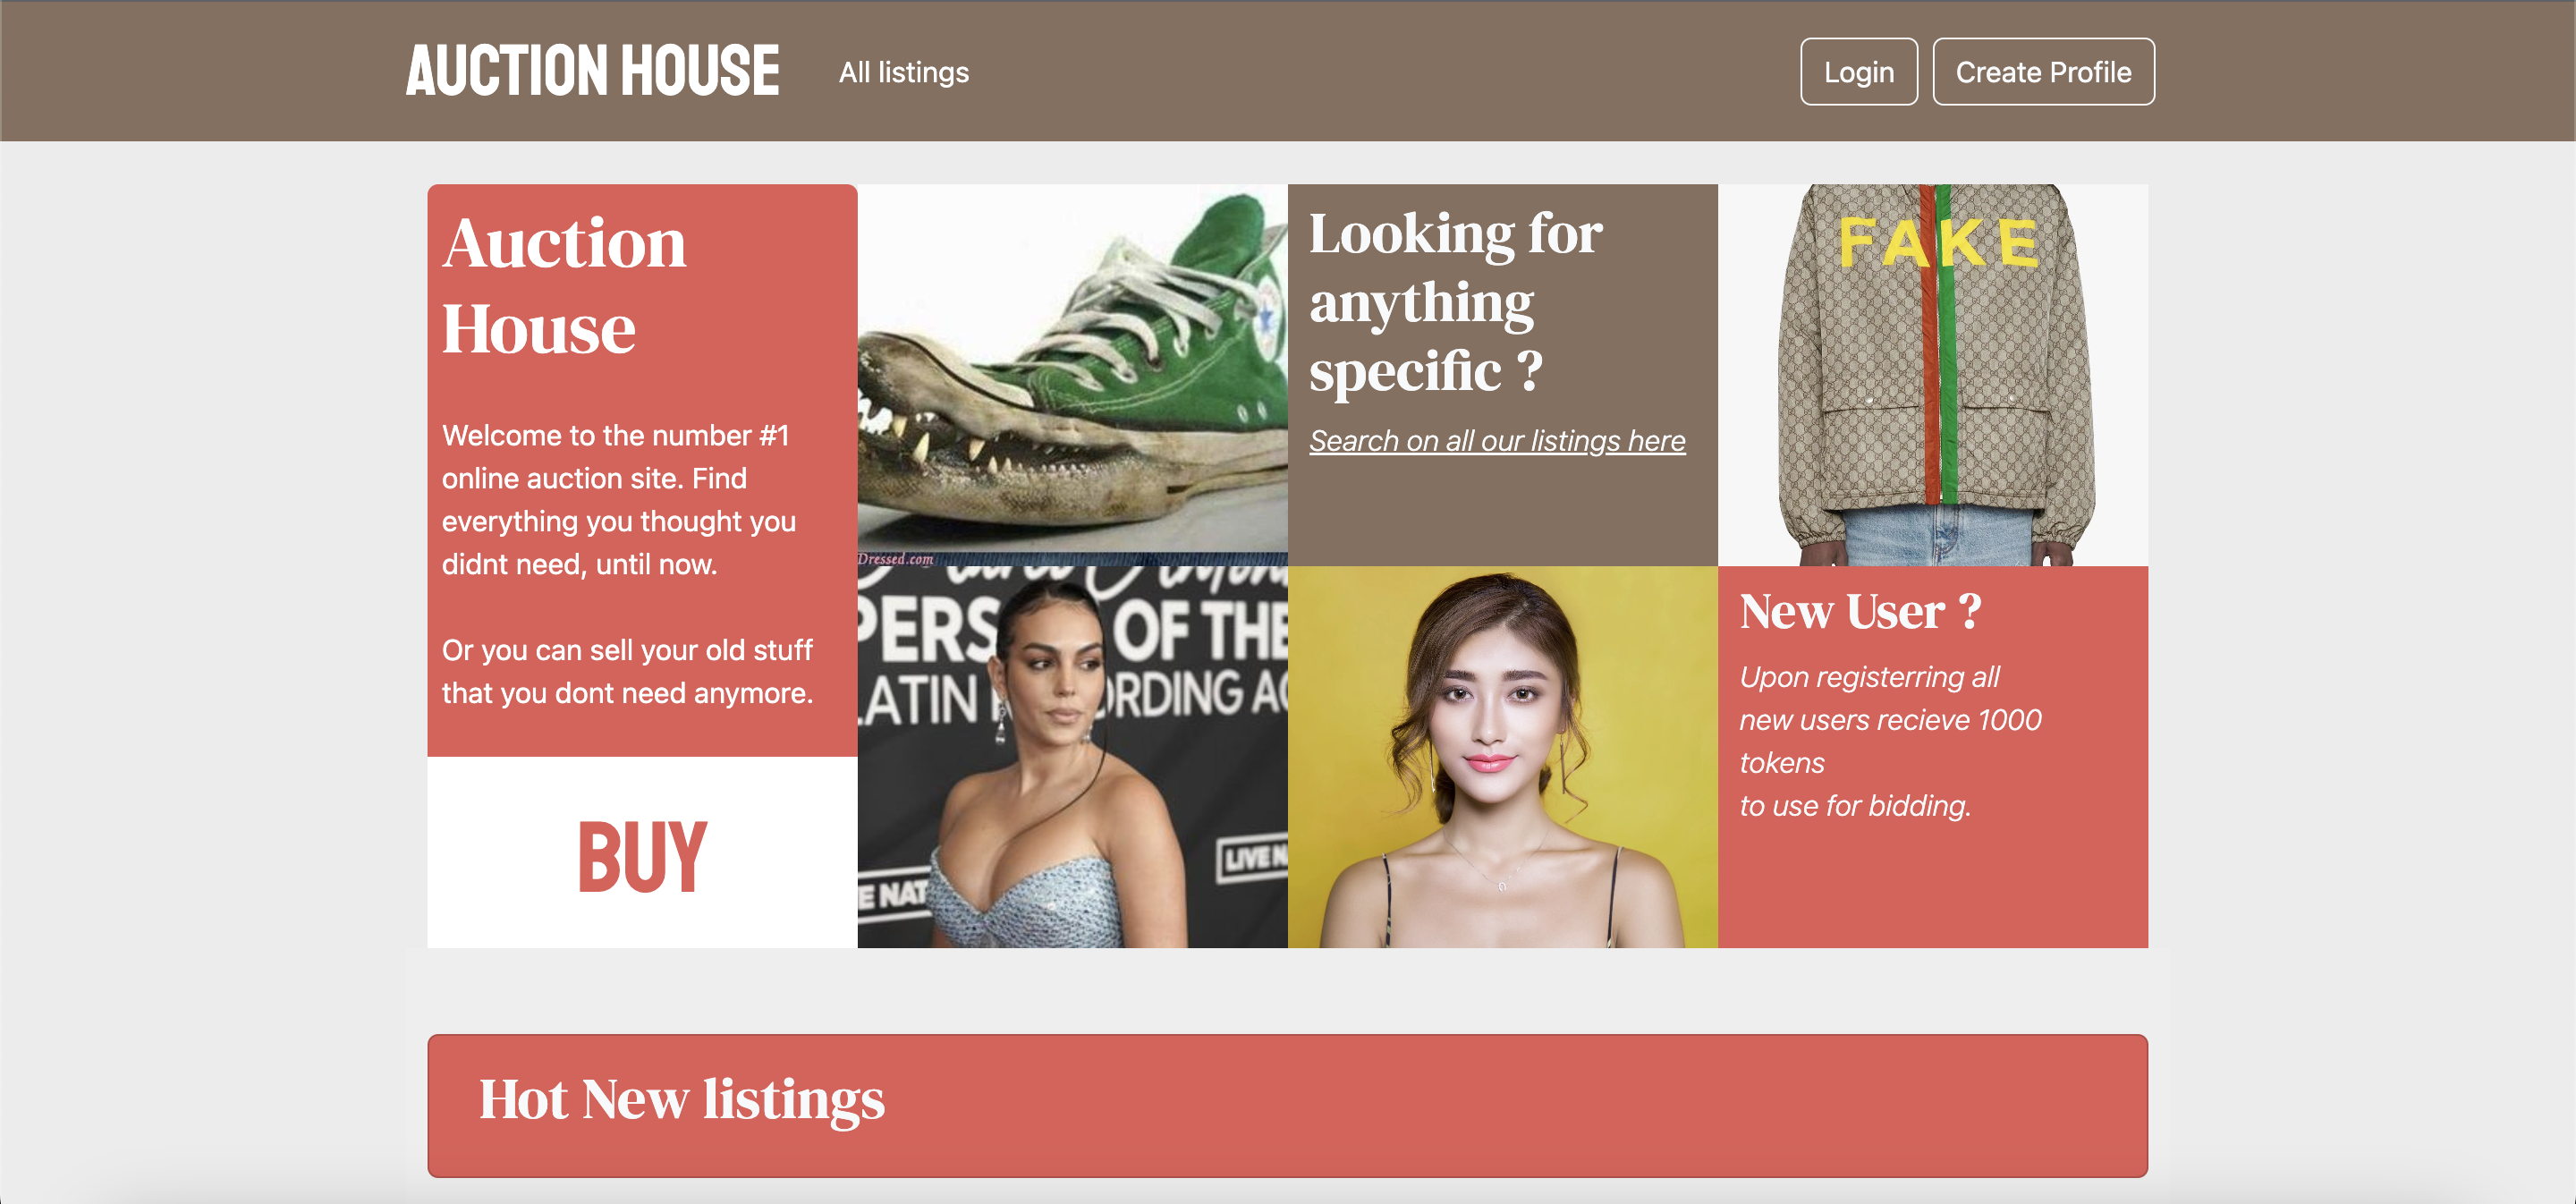 AUCTION HOUSE
All listings
Login
Create Profile
Auction
House
Welcome to the number #1
online auction site. Find
everything you thought you
didnt need, until now.
Or you can sell your old stuff
that you dont need anymore.
BUY
Dressed.com
PERS OF THE
LATIN ORDING AC
LIVE N
E NAT
Looking for
anything
specific ?
Search on all our listings here
FAKE
New User ?
Upon registerring all
new users recieve 1000
tokens
to use for bidding.
Hot New listings